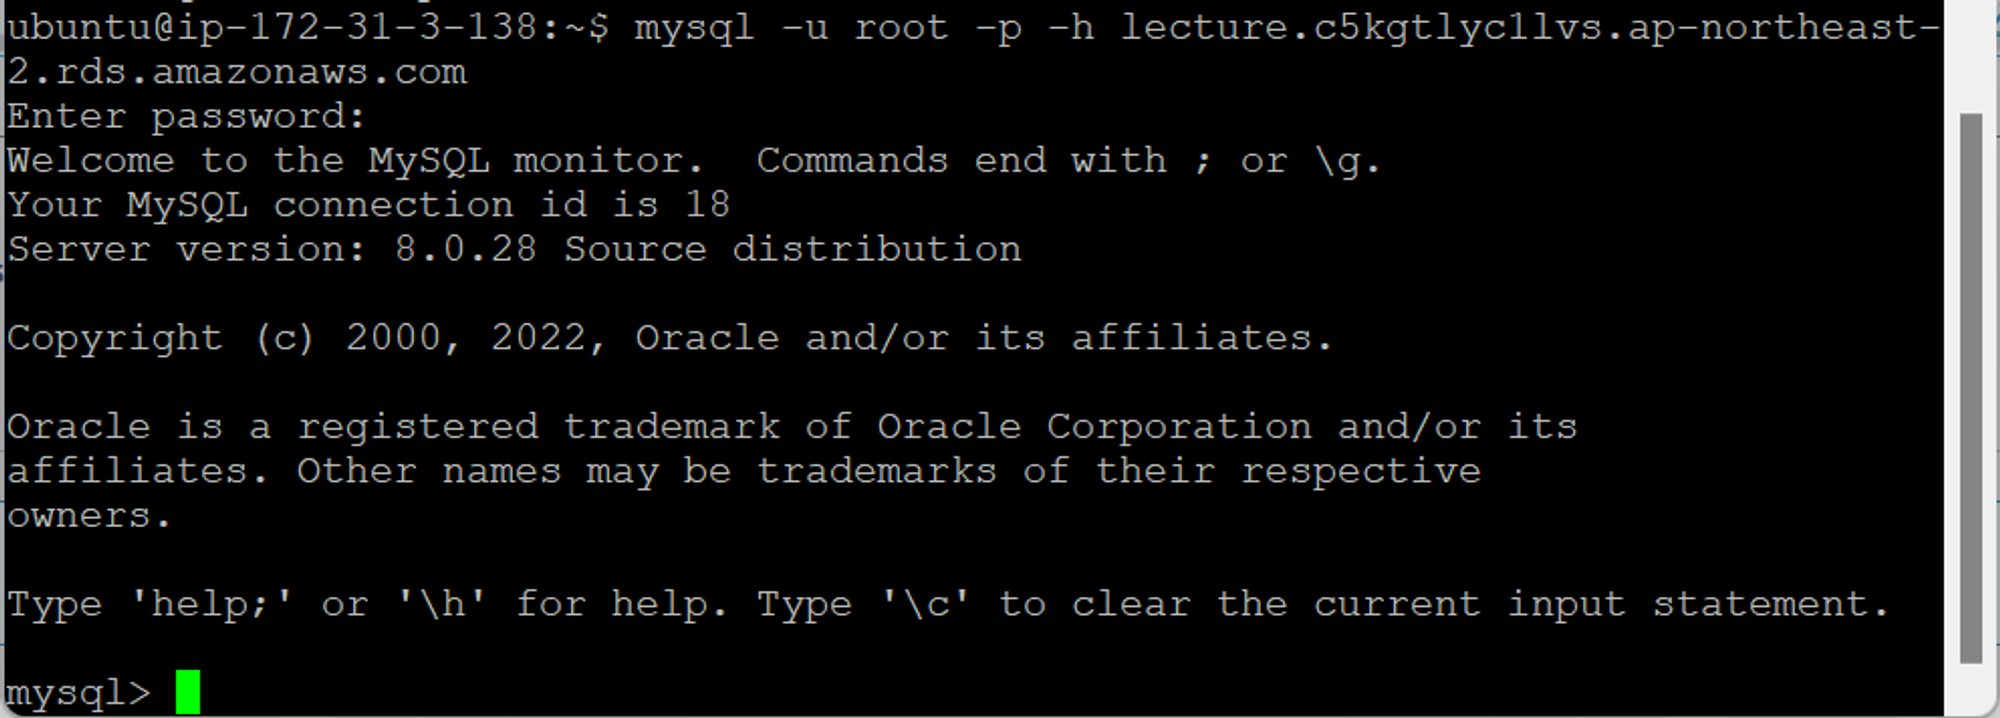 ubuntu@ip-172-31-3-138:~$ mysql -u root -p -h lecture.c5kgtlyc1lvs.ap-northeast-
2.rds.amazonaws.com
Enter password:
Welcome to the MySQL monitor.  Commands end with ; or \g.
Your MySQL connection id is 18
Server version: 8.0.28 Source distribution

Copyright (c) 2000, 2022, Oracle and/or its affiliates.

Oracle is a registered trademark of Oracle Corporation and/or its
affiliates. Other names may be trademarks of their respective
owners.

Type 'help;' or '\h' for help. Type '\c' to clear the current input statement.

mysql>